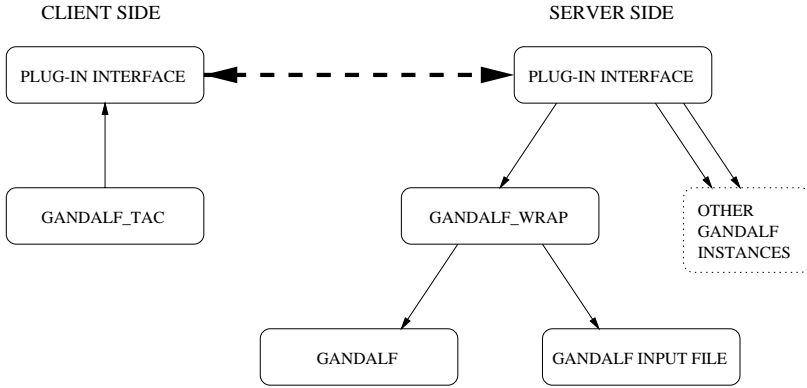 CLIENT SIDE
SERVER SIDE
PLUG-IN INTERFACE
PLUG-IN INTERFACE
GANDALF_TAC
GANDALF_WRAP
OTHER
GANDALF
INSTANCES
GANDALF
GANDALF INPUT FILE